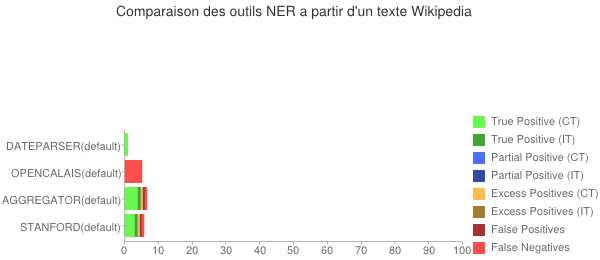 Comparaison des outils NER a partir d'un texte Wikipedia
True Positive (CT)
True Positive (IT)
Partial Positive (CT)
Partial Positive (IT)
Excess Positives (CT)
Excess Positives (IT)
False Positives
False Negatives
DATEPARSER(default)
OPENCALAIS(default)
AGGREGATOR(default)
STANFORD(default)
0 10 20 30 40 50 60 70 80 90 100